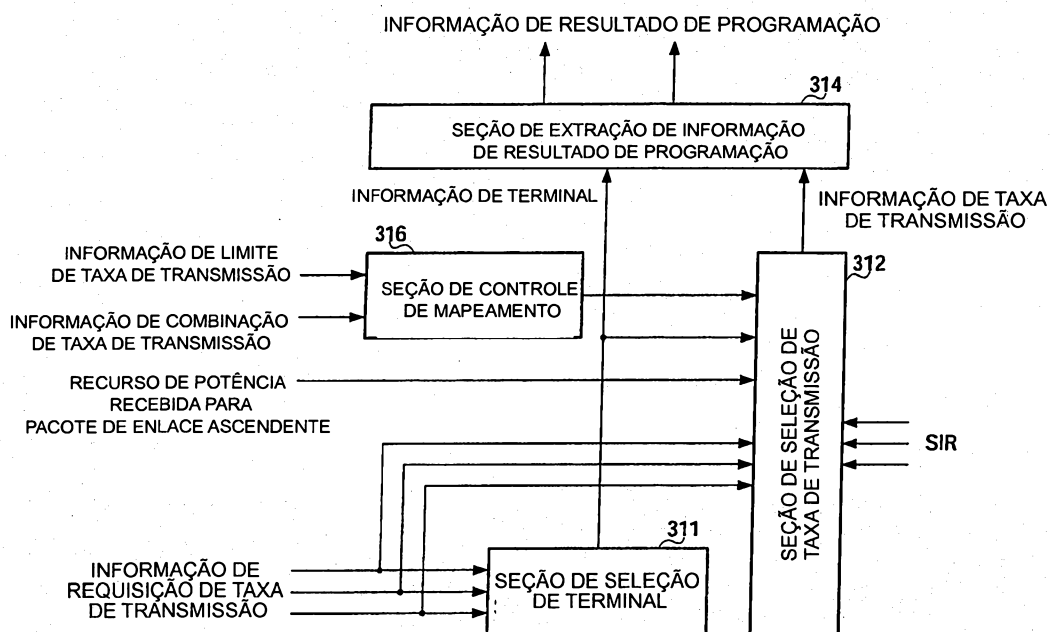 INFORMAÇÃO DE RESULTADO DE PROGRAMAÇÃO
314
SEÇÃO DE EXTRAÇÃO DE INFORMAÇÃO
DE RESULTADO DE PROGRAMAÇÃO
INFORMAÇÃO DE TERMINAL
INFORMAÇÃO DE TAXA
DE TRANSMISSÃO
316
INFORMAÇÃO DE LIMITE
DE TAXA DE TRANSMISSÃO
SEÇÃO DE CONTROLE
DE MAPEAMENTO
312
INFORMAÇÃO DE COMBINAÇÃO
DE TAXA DE TRANSMISSÃO
RECURSO DE POTÊNCIA
RECEBIDA PARA
PACOTE DE ENLACE ASCENDENTE
SEÇÃO DE SELEÇÃO DE
TAXA DE TRANSMISSÃO
SIR
311
INFORMAÇÃO DE
REQUISIÇÃO DE TAXA
DE TRANSMISSÃO
SEÇÃO DE SELEÇÃO
DE TERMINAL